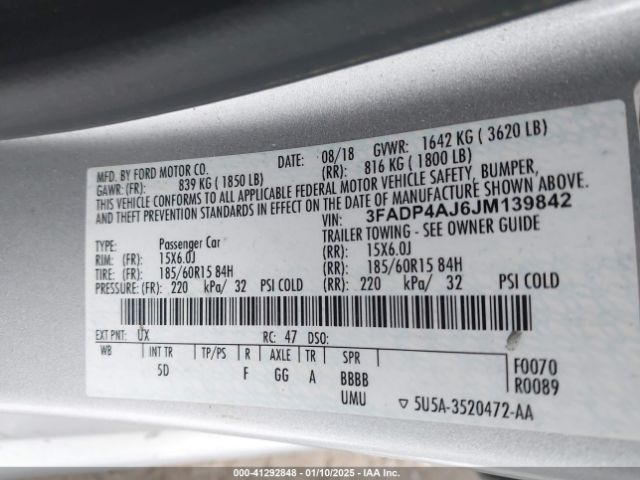 MFD. BY FORD MOTOR CO. DATE: 08/18 GVWR: 1642 KG ( 3620 LB)
GAWR: (FR): 839 KG ( 1850 LB) (RR): 816 KG ( 1800 LB)
THIS VEHICLE CONFORMS TO ALL APPLICABLE FEDERAL MOTOR VEHICLE SAFETY, BUMPER,
AND THEFT PREVENTION STANDARDS IN EFFECT ON THE DATE OF MANUFACTURE SHOWN ABOVE.
VIN: 3FADP4AJ6JM139842
TYPE: Passenger Car TRAILER TOWING - SEE OWNER GUIDE
RIM: (FR): 15X6.0J (RR): 15X6.0J
TIRE: (FR): 185/60R15 84H (RR): 185/60R15 84H
PRESSURE: (FR): 220 kPa/ 32 PSI COLD (RR): 220 kPa/ 32 PSI COLD
EXT PNT: UX RC: 47 DSO:
WB INT TR TP/PS R AXLE TR SPR F0070
5D F GG A BBBB R0089
UMU ▽ 5U5A-3520472-AA
000-41292848 - 01/10/2025 - IAA Inc.